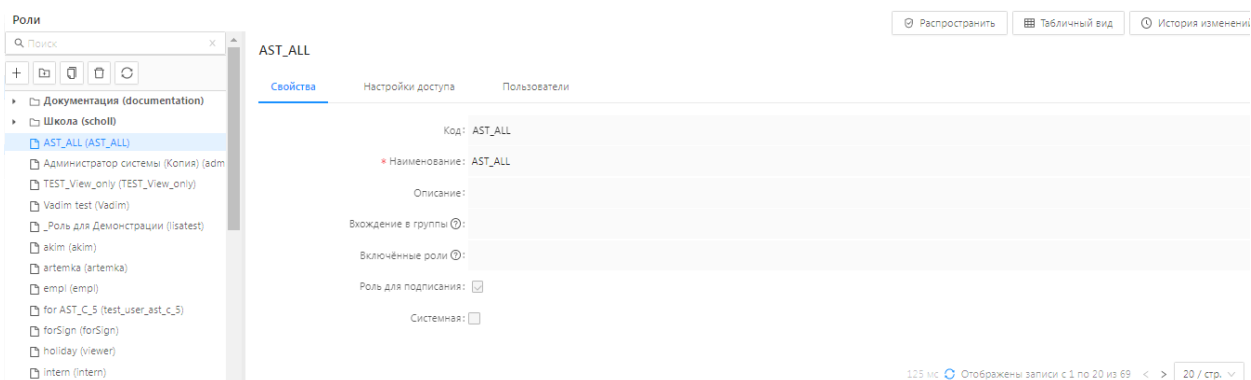 Роли
Распространить
Табличный вид
История изменений
Поиск
AST_ALL
Свойства
Настройки доступа
Пользователи
Документация (documentation)
Школа (scholl)
AST_ALL (AST_ALL)
Администратор системы (Копия) (adm
TEST_View_only (TEST_View_only)
Vadim test (Vadim)
_Роль для Демонстрации (lisatest)
akim (akim)
artemka (artemka)
empl (empl)
for AST_C_5 (test_user_ast_c_5)
forSign (forSign)
holiday (viewer)
intern (intern)
Код: AST_ALL
* Наименование: AST_ALL
Описание:
Вхождение в группы ?:
Включённые роли ?:
Роль для подписания:
Системная:
125 мс Отображены записи с 1 по 20 из 69 < > 20 / стр.